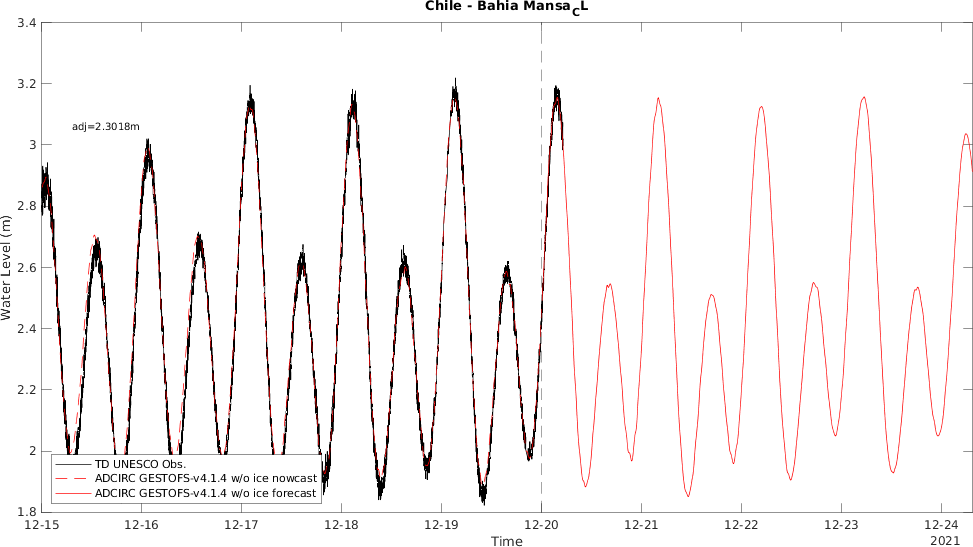 Chile - Bahia Mansa_CL
3.4
3.2
3
2.8
2.6
2.4
2.2
2
1.8
Water Level (m)
adj=2.3018m
TD UNESCO Obs.
ADCIRC GESTOFS-v4.1.4 w/o ice nowcast
ADCIRC GESTOFS-v4.1.4 w/o ice forecast
12-15 12-16 12-17 12-18 12-19 12-20 12-21 12-22 12-23 12-24
Time
2021